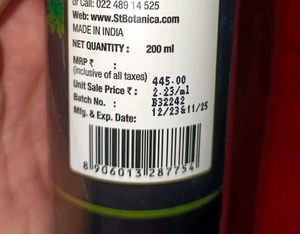 or Call: 022 489 14 525
Web: www.StBotanica.com
MADE IN INDIA
NET QUANTITY : 200 ml
MRP ₹ :
(inclusive of all taxes) 445.00
Unit Sale Price ₹ : 2.23/ml
Batch No. : B32242
Mfg. & Exp. Date: 12/23&11/25
8 906013 287754